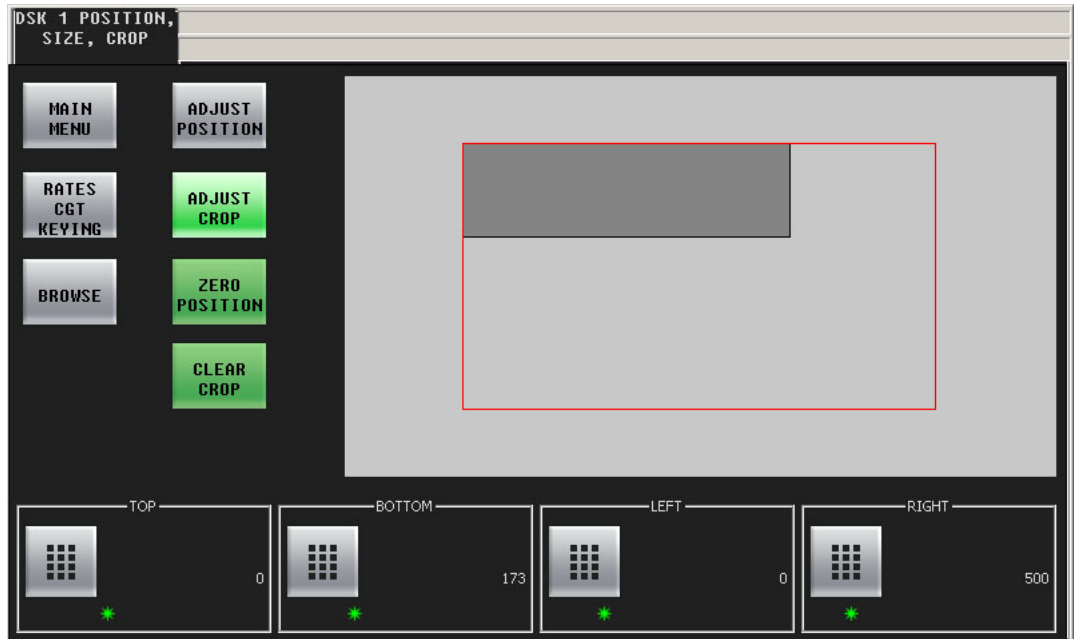 DSK 1 POSITION,
SIZE, CROP
MAIN
MENU
ADJUST
POSITION
RATES
CGT
KEYING
ADJUST
CROP
BROWSE
ZERO
POSITION
CLEAR
CROP
TOP
0
BOTTOM
173
LEFT
0
RIGHT
500